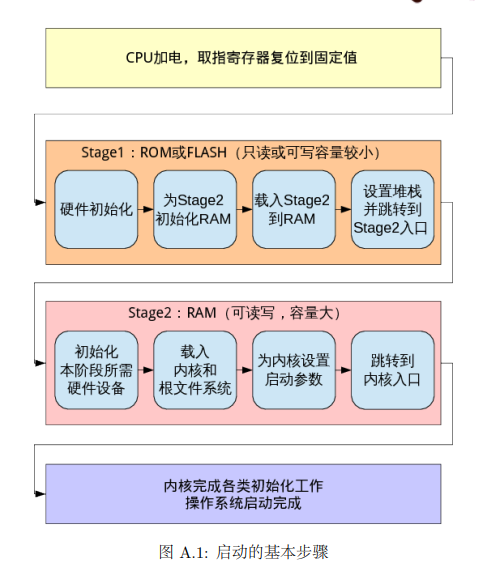 CPU加电，取指寄存器复位到固定值
Stage1：ROM或FLASH（只读或可写容量较小）
硬件初始化
为Stage2
初始化RAM
载入Stage2
到RAM
设置堆栈
并跳转到
Stage2入口
Stage2：RAM（可读写，容量大）
初始化
本阶段所需
硬件设备
载入
内核和
根文件系统
为内核设置
启动参数
跳转到
内核入口
内核完成各类初始化工作
操作系统启动完成
图 A.1: 启动的基本步骤